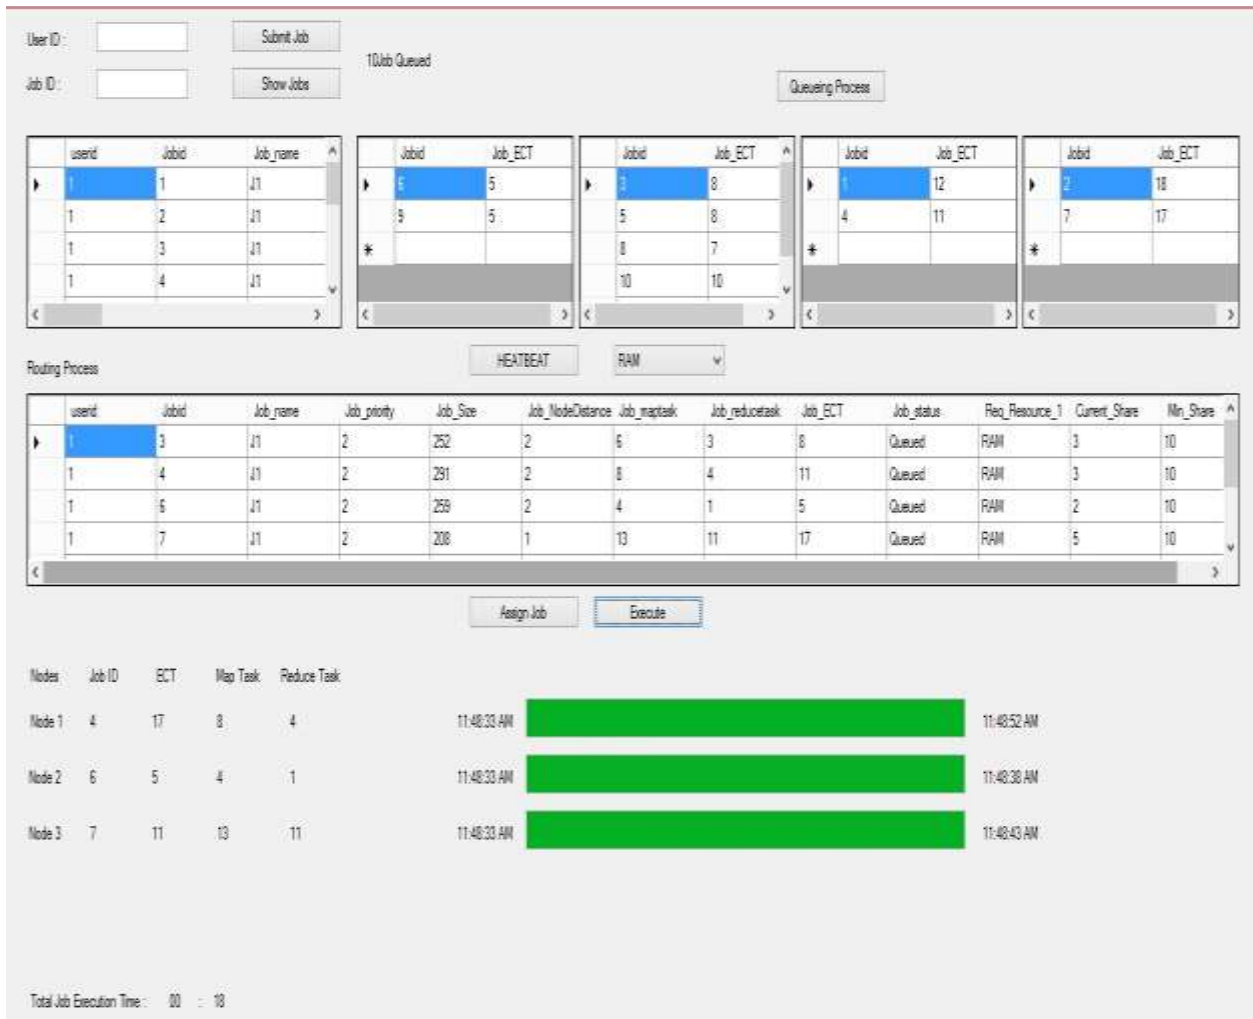 User ID : Submit Job
10Job Queued
Job ID : Show Jobs Queueing Process
userid Jobid Job_name Jobid Job_ECT Jobid Job_ECT Jobid Job_ECT Jobid Job_ECT
1 1 J1 6 5 3 8 1 12 2 18
1 2 J1 9 5 5 8 4 11 7 17
1 3 J1 8 7
1 4 J1 10 10
HEATBEAT RAM
Routing Process
userid Jobid Job_name Job_priority Job_Size Job_NodeDistance Job_maptask Job_reducetask Job_ECT Job_status Req_Resource_1 Current_Share Min_Share
1 3 J1 2 252 2 6 3 8 Queued RAM 3 10
1 4 J1 2 291 2 8 4 11 Queued RAM 3 10
1 6 J1 2 259 2 4 1 5 Queued RAM 2 10
1 7 J1 2 208 1 13 11 17 Queued RAM 5 10
Assign Job Execute
Nodes Job ID ECT Map Task Reduce Task
Node 1 4 17 8 4 11:48:33 AM 11:48:52 AM
Node 2 6 5 4 1 11:48:33 AM 11:48:38 AM
Node 3 7 11 13 11 11:48:33 AM 11:48:43 AM
Total Job Execution Time : 00 : 18